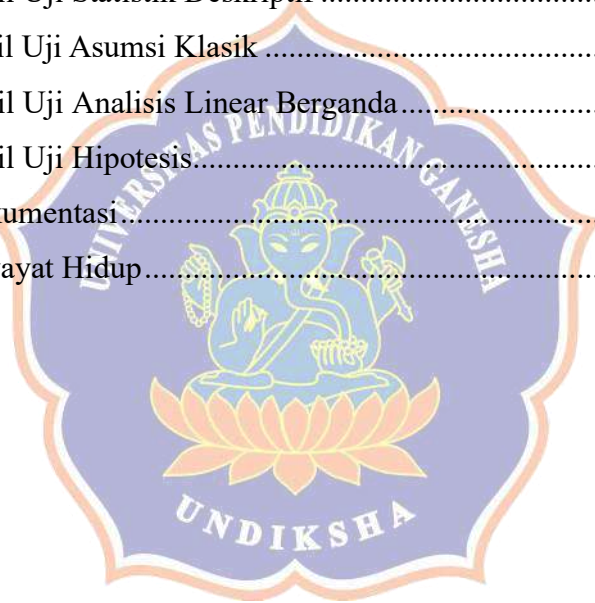 il Uji Statistik Deskriptif ......................................
il Uji Asumsi Klasik .............................................
il Uji Analisis Linear Berganda...........................
il Uji Hipotesis.......................................................
kumentasi................................................................
ayat Hidup.............................................................
UNIVERSITAS PENDIDIKAN GANESHA
UNDIKSHA